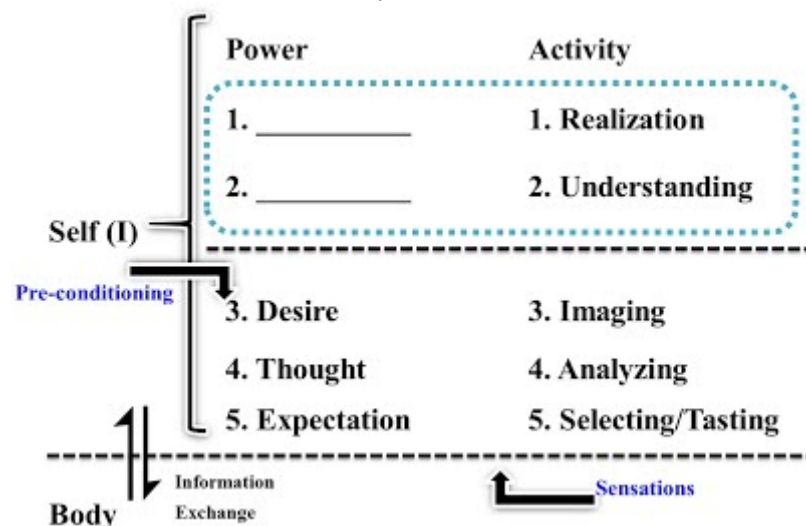 Power Activity
1. ___________ 1. Realization
2. ___________ 2. Understanding
Self (I)
Pre-conditioning
3. Desire 3. Imaging
4. Thought 4. Analyzing
5. Expectation 5. Selecting/Tasting
Information
Exchange
Sensations
Body